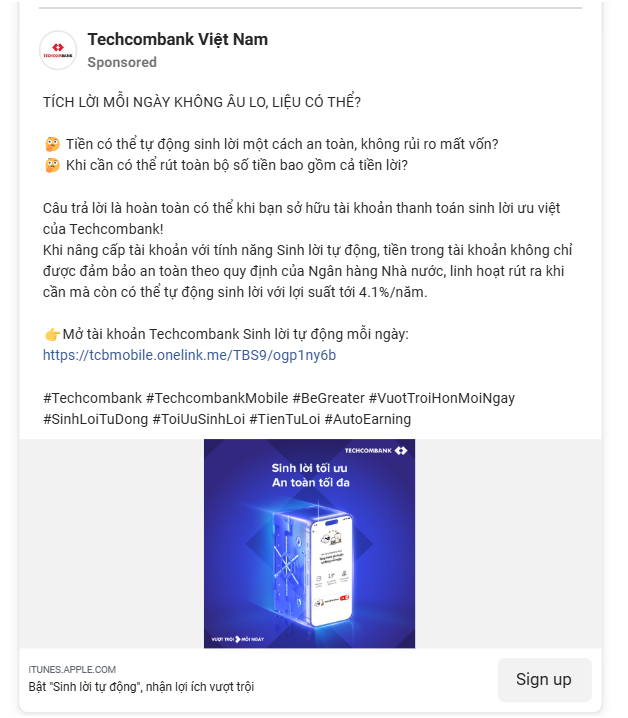 Techcombank Việt Nam
Sponsored
TÍCH LỜI MỖI NGÀY KHÔNG ÂU LO, LIỆU CÓ THỂ?
🤔 Tiền có thể tự động sinh lời một cách an toàn, không rủi ro mất vốn?
🤔 Khi cần có thể rút toàn bộ số tiền bao gồm cả tiền lời?
Câu trả lời là hoàn toàn có thể khi bạn sở hữu tài khoản thanh toán sinh lời ưu việt
của Techcombank!
Khi nâng cấp tài khoản với tính năng Sinh lời tự động, tiền trong tài khoản không chỉ
được đảm bảo an toàn theo quy định của Ngân hàng Nhà nước, linh hoạt rút ra khi
cần mà còn có thể tự động sinh lời với lợi suất tới 4.1%/năm.
👉Mở tài khoản Techcombank Sinh lời tự động mỗi ngày:
https://tcbmobile.onelink.me/TBS9/ogp1ny6b
#Techcombank #TechcombankMobile #BeGreater #VuotTroiHonMoiNgay
#SinhLoiTuDong #ToiUuSinhLoi #TienTuLoi #AutoEarning
TECHCOMBANK
Sinh lời tối ưu
An toàn tối đa
VƯỢT TRỘI MỖI NGÀY
ITUNES.APPLE.COM
Bật "Sinh lời tự động", nhận lợi ích vượt trội
Sign up